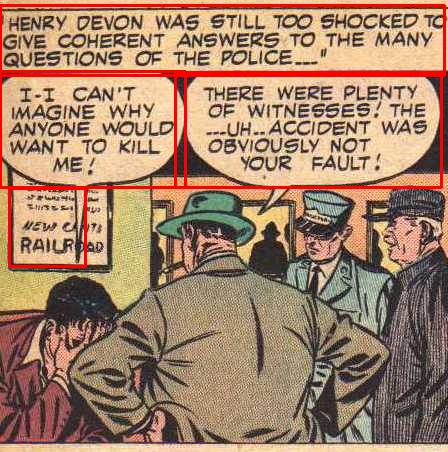 "HENRY DEVON WAS STILL TOO SHOCKED TO
GIVE COHERENT ANSWERS TO THE MANY
QUESTIONS OF THE POLICE---"
I-I CAN'T
IMAGINE WHY
ANYONE WOULD
WANT TO KILL
ME!
THERE WERE PLENTY
OF WITNESSES! THE
---UH--ACCIDENT WAS
OBVIOUSLY NOT
YOUR FAULT!
NEW
RAILROAD